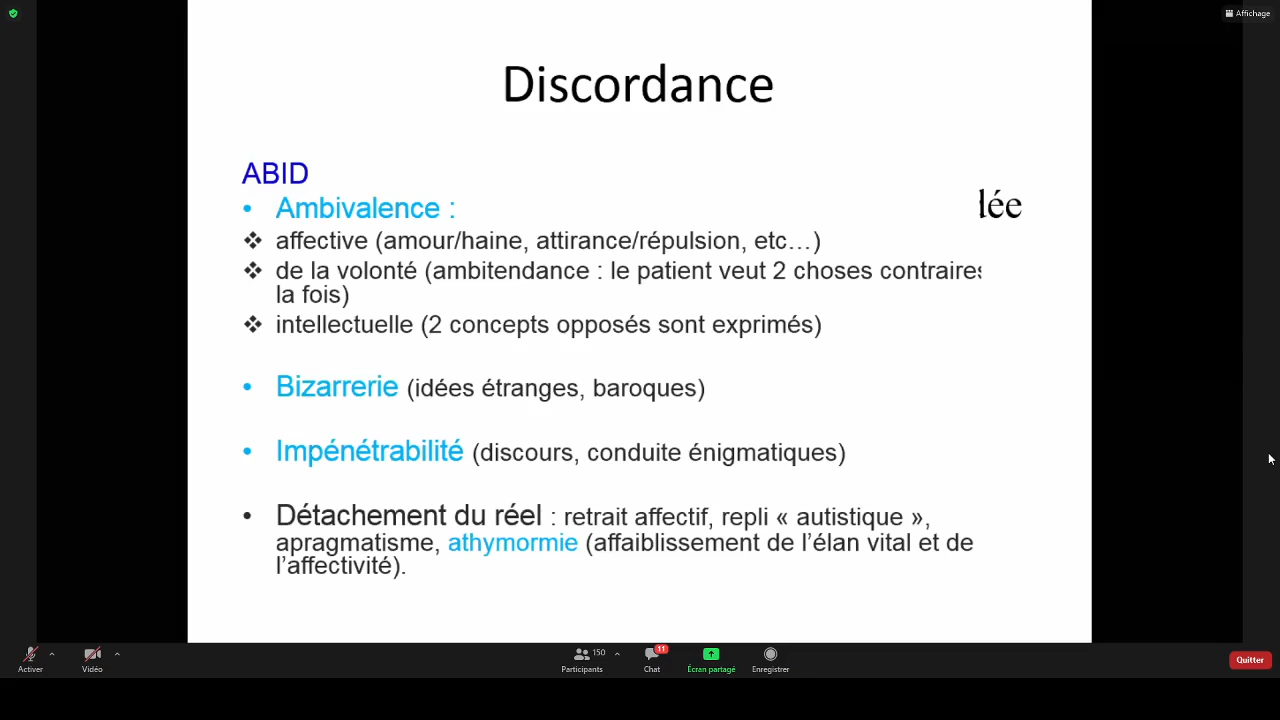 Affichage
Discordance
ABID
lée
• Ambivalence :
❖ affective (amour/haine, attirance/répulsion, etc…)
❖ de la volonté (ambitendance : le patient veut 2 choses contraires
la fois)
❖ intellectuelle (2 concepts opposés sont exprimés)
• Bizarrerie (idées étranges, baroques)
• Impénétrabilité (discours, conduite énigmatiques)
• Détachement du réel : retrait affectif, repli « autistique »,
apragmatisme, athymormie (affaiblissement de l’élan vital et de
l’affectivité).
150 11
Activer Vidéo Participants Chat Écran partagé Enregistrer Quitter